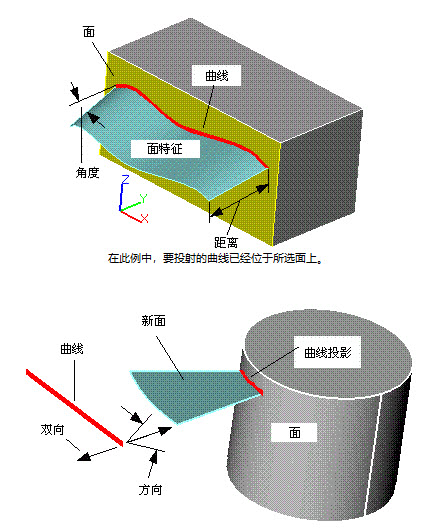 面
曲线
面特征
角度
Z
Y
X
距离
在此例中，要投射的曲线已经位于所选面上。
新面
曲线
曲线投影
双向
面
方向